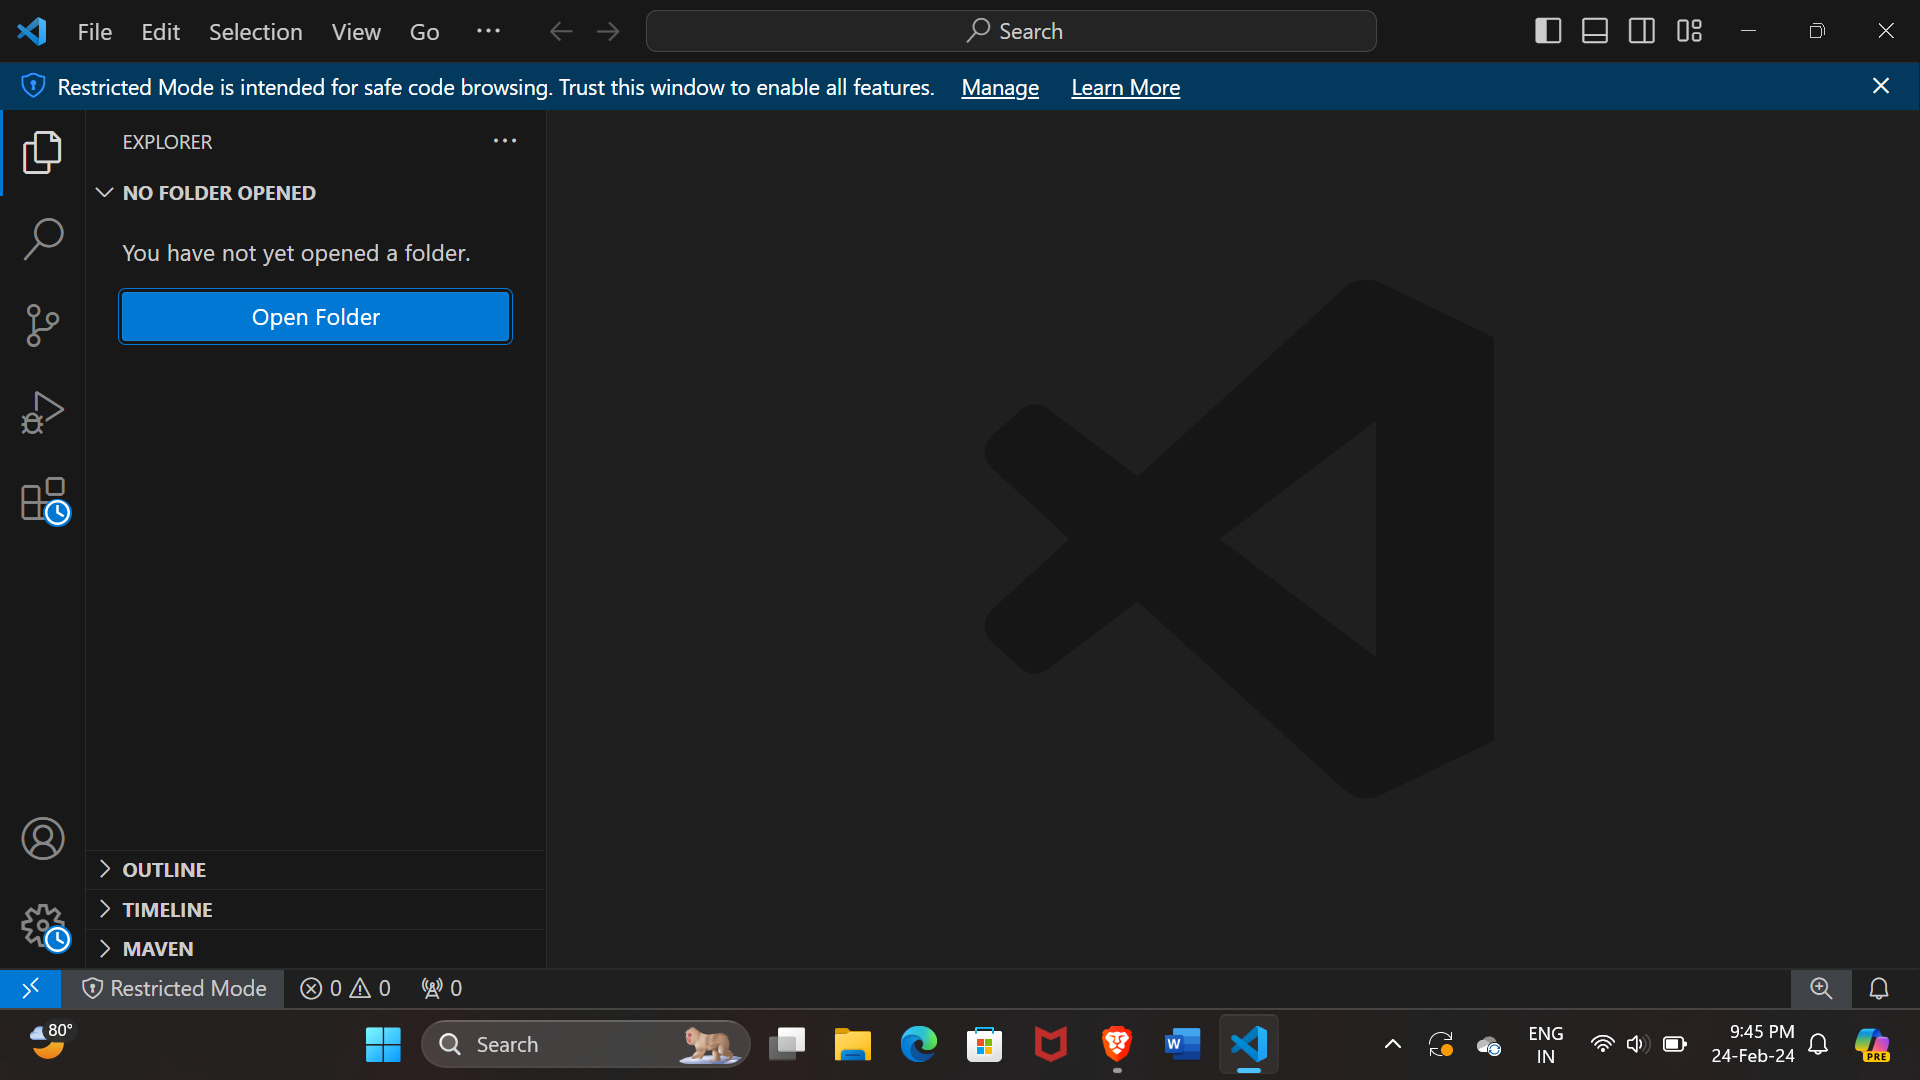 File Edit Selection View Go ··· Search
Restricted Mode is intended for safe code browsing. Trust this window to enable all features. Manage Learn More
EXPLORER
NO FOLDER OPENED
You have not yet opened a folder.
Open Folder
OUTLINE
TIMELINE
MAVEN
Restricted Mode 0 0 0
80°
Search
W
ENG
IN
9:45 PM
24-Feb-24
PRE